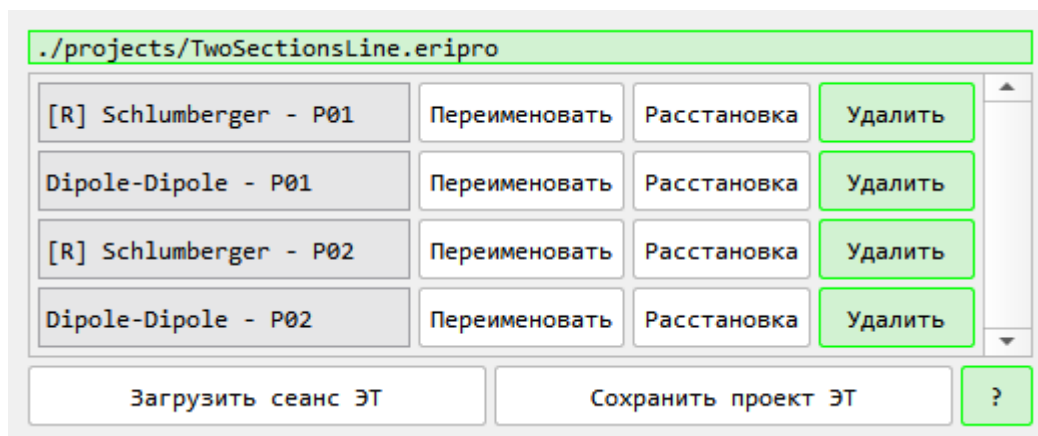 ./projects/TwoSectionsLine.eripro
[R] Schlumberger - P01 Переименовать Расстановка Удалить
Dipole-Dipole - P01 Переименовать Расстановка Удалить
[R] Schlumberger - P02 Переименовать Расстановка Удалить
Dipole-Dipole - P02 Переименовать Расстановка Удалить
Загрузить сеанс ЭТ Сохранить проект ЭТ ?